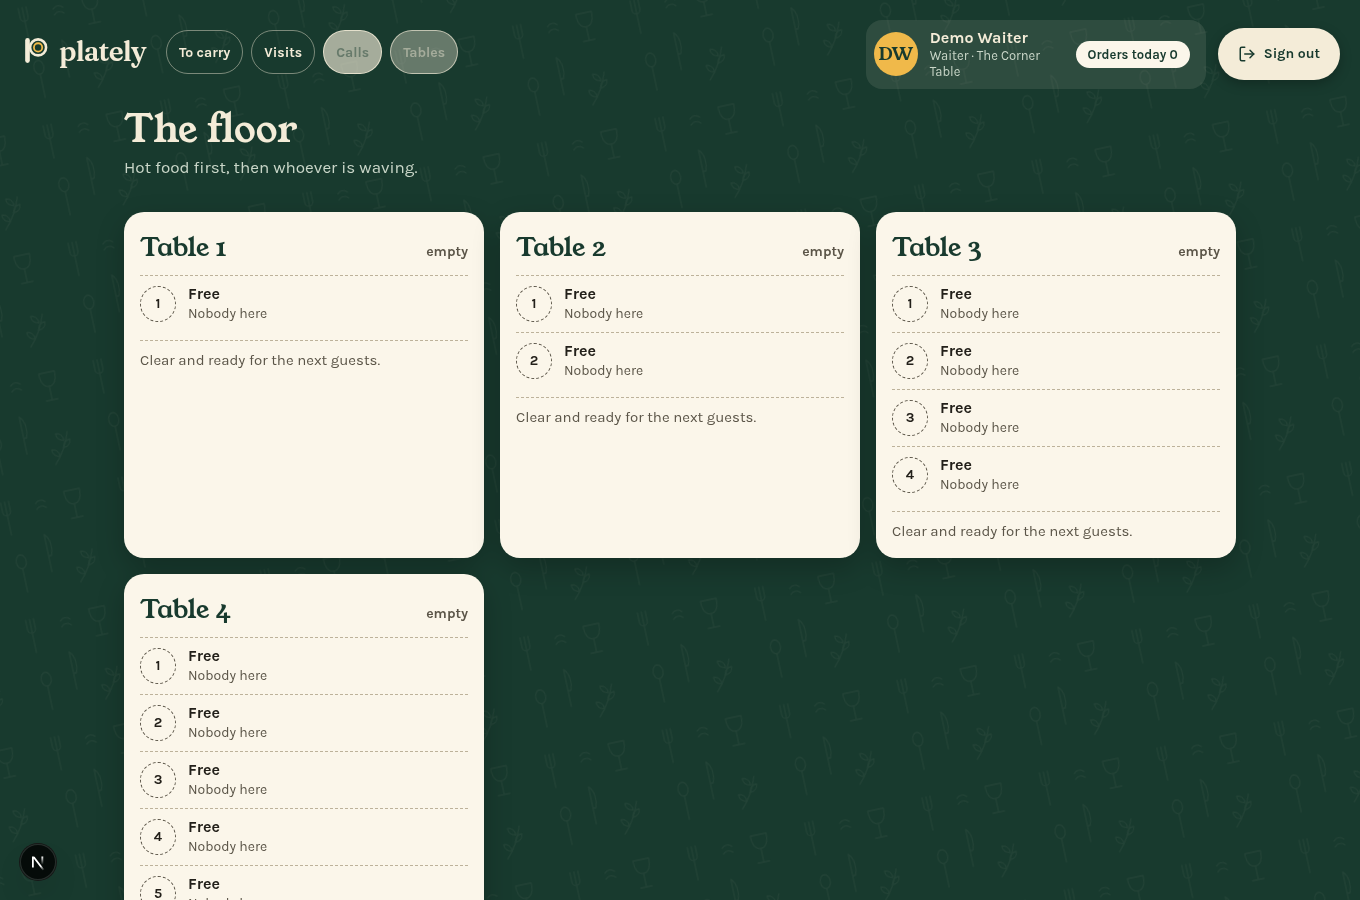 plately
To carry
Visits
Calls
Tables
DW
Demo Waiter
Waiter · The Corner
Table
Orders today 0
Sign out
The floor
Hot food first, then whoever is waving.
Table 1
empty
1
Free
Nobody here
Clear and ready for the next guests.
Table 2
empty
1
Free
Nobody here
2
Free
Nobody here
Clear and ready for the next guests.
Table 3
empty
1
Free
Nobody here
2
Free
Nobody here
3
Free
Nobody here
4
Free
Nobody here
Clear and ready for the next guests.
Table 4
empty
1
Free
Nobody here
2
Free
Nobody here
3
Free
Nobody here
4
Free
Nobody here
5
Free
N